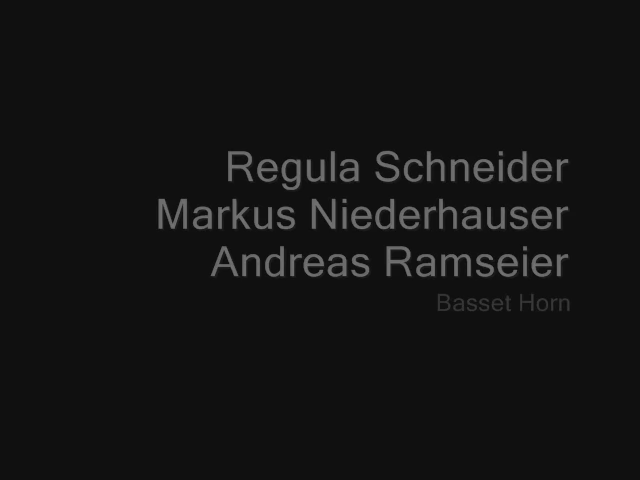 Regula Schneider
Markus Niederhauser
Andreas Ramseier
Basset Horn